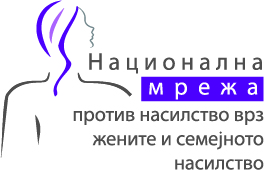 Национална
мрежа
против насилство врз
жените и семејното
насилство